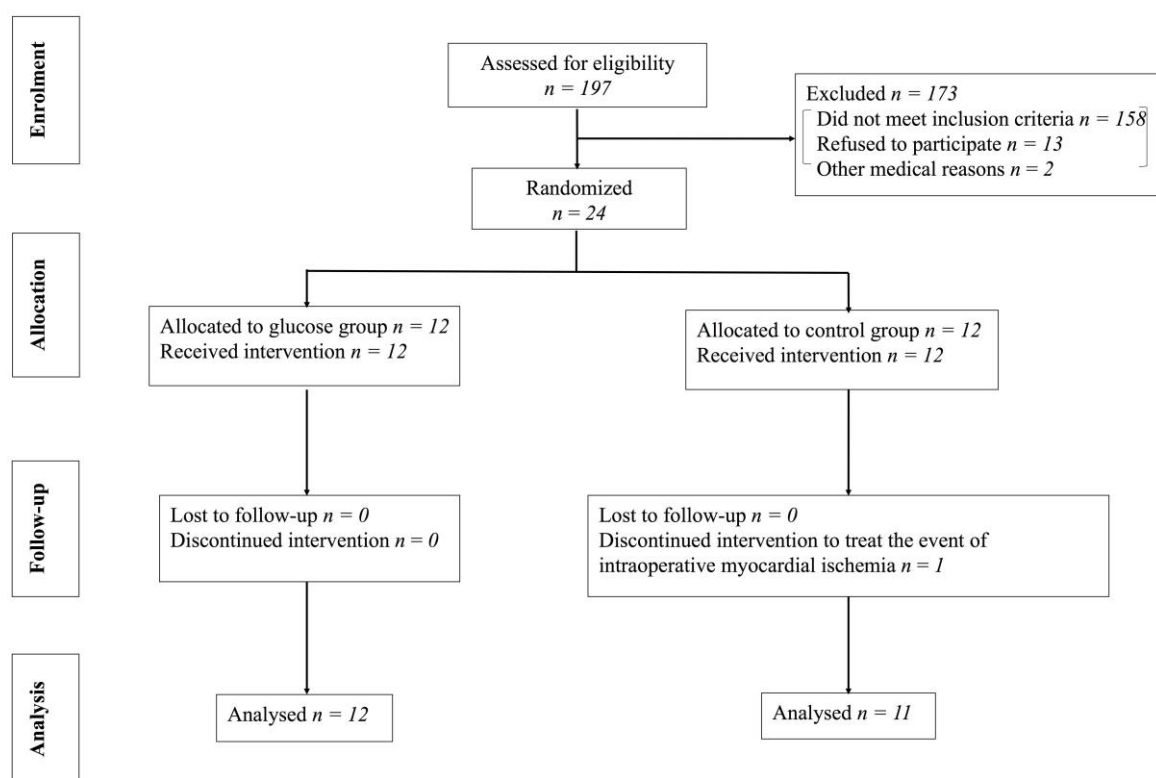 Enrolment
Assessed for eligibility
n = 197
Excluded n = 173
Did not meet inclusion criteria n = 158
Refused to participate n = 13
Other medical reasons n = 2
Randomized
n = 24
Allocation
Allocated to glucose group n = 12
Received intervention n = 12
Allocated to control group n = 12
Received intervention n = 12
Follow-up
Lost to follow-up n = 0
Discontinued intervention n = 0
Lost to follow-up n = 0
Discontinued intervention to treat the event of
intraoperative myocardial ischemia n = 1
Analysis
Analysed n = 12
Analysed n = 11